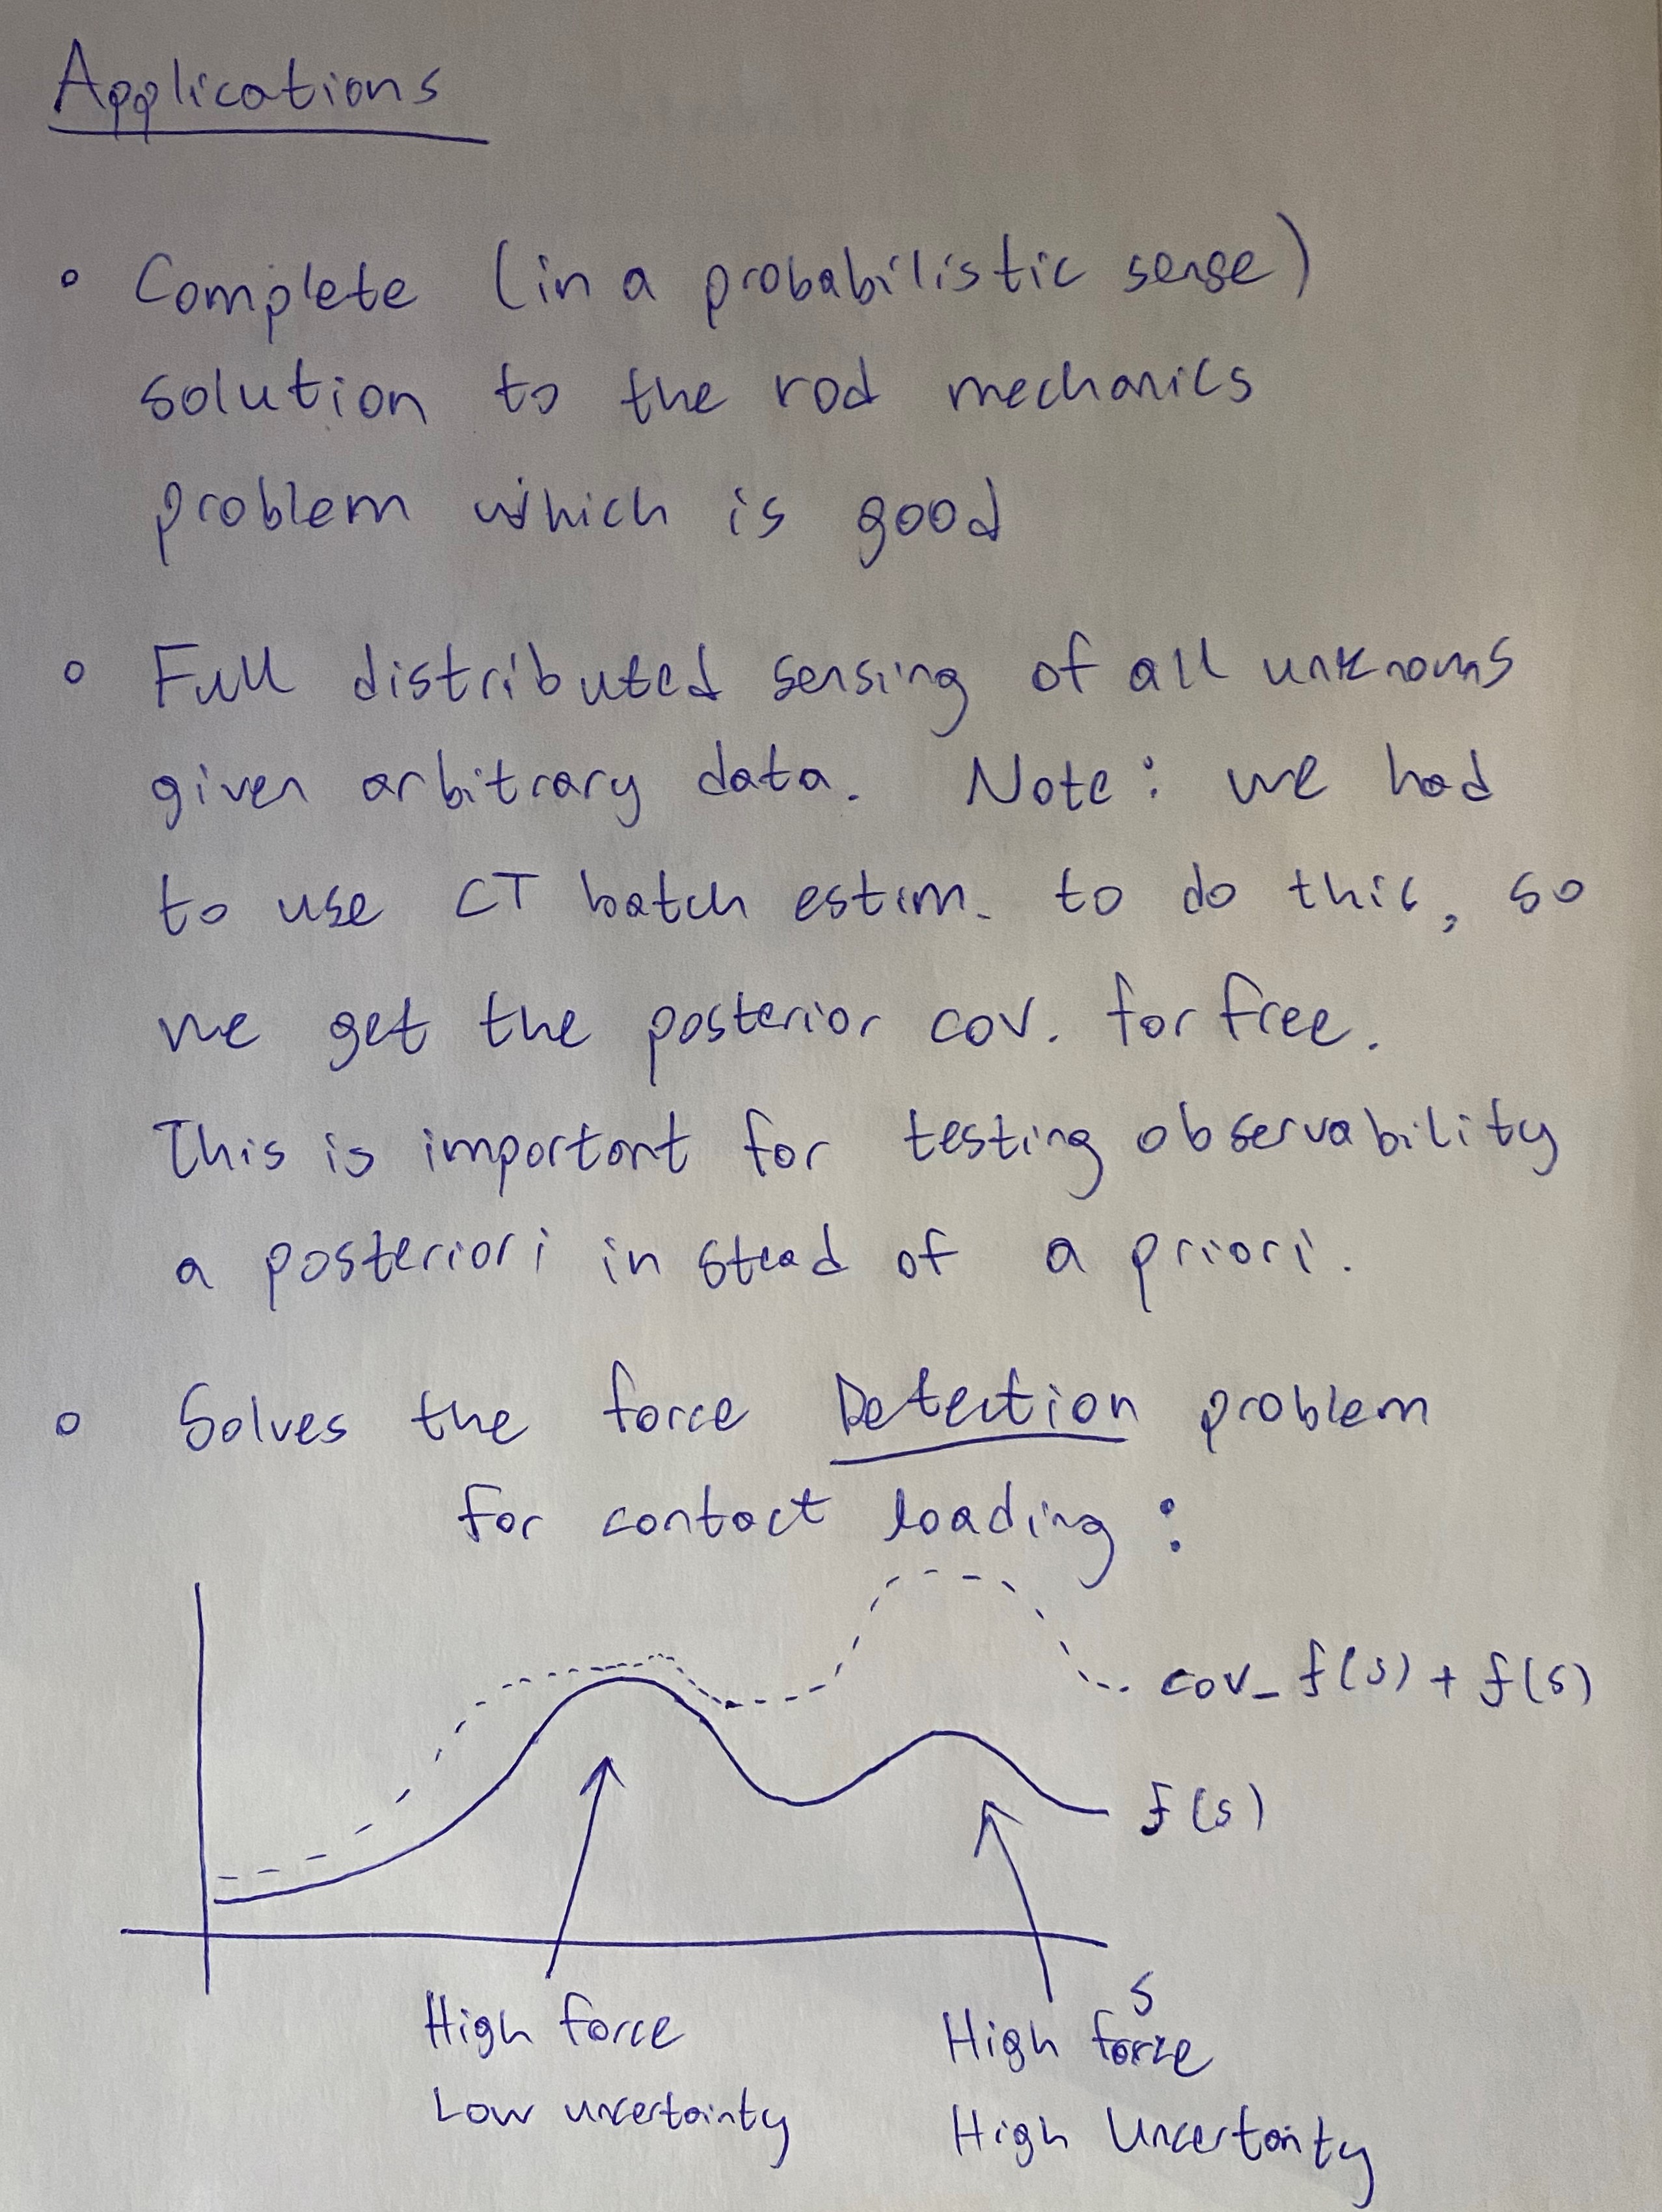 Applications
◦ Complete (in a probabilistic sense)
solution to the rod mechanics
problem which is good
◦ Full distributed sensing of all unknowns
given arbitrary data. Note: we had
to use CT batch estim. to do this, so
we get the posterior cov. for free.
This is important for testing observability
a posteriori in stead of a priori.
◦ Solves the force Detection problem
for contact loading:
cov_f(s) + f(s)
f(s)
s
High force
Low uncertainty
High force
High Uncertainty